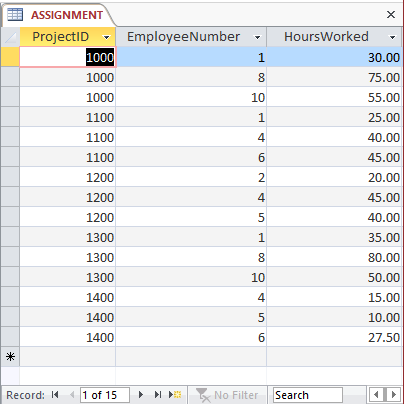 ASSIGNMENT
ProjectID EmployeeNumber HoursWorked
1000 1 30.00
1000 8 75.00
1000 10 55.00
1100 1 25.00
1100 4 40.00
1100 6 45.00
1200 2 20.00
1200 4 45.00
1200 5 40.00
1300 1 35.00
1300 8 80.00
1300 10 50.00
1400 4 15.00
1400 5 10.00
1400 6 27.50
Record: 1 of 15 No Filter Search